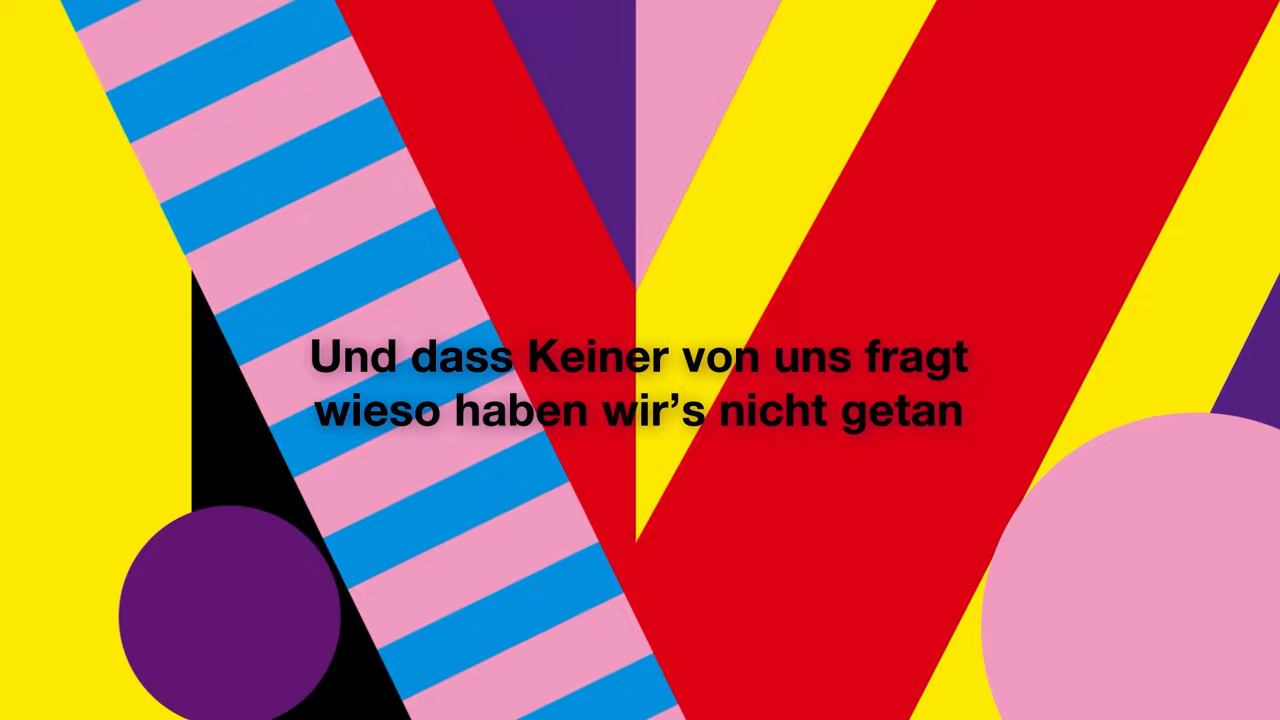 Und dass Keiner von uns fragt
wieso haben wir’s nicht getan